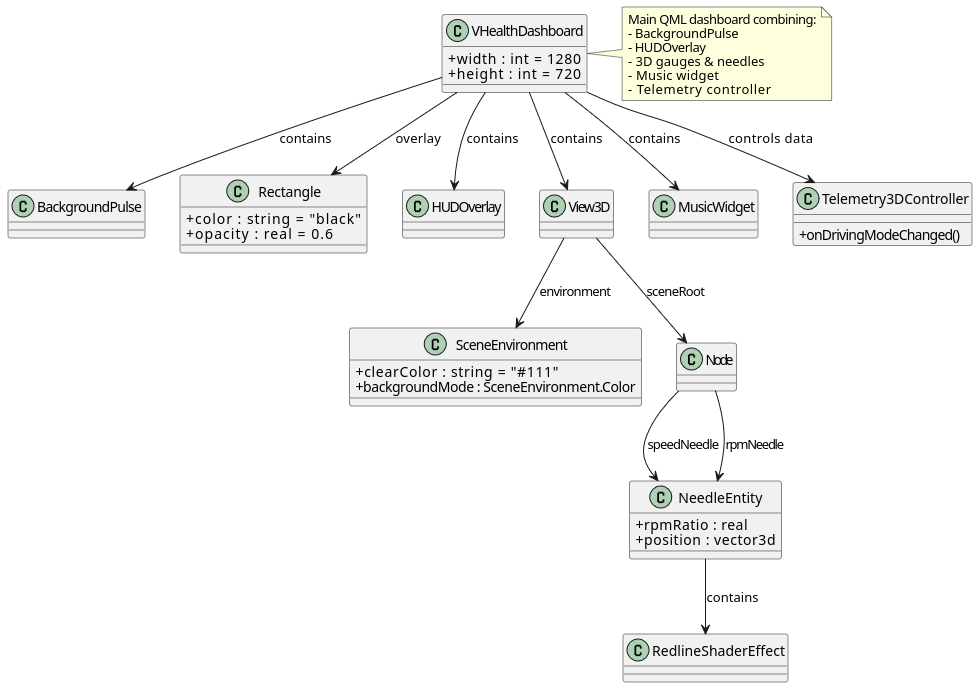 C VHealthDashboard
+width : int = 1280
+height : int = 720
Main QML dashboard combining:
- BackgroundPulse
- HUDOverlay
- 3D gauges & needles
- Music widget
- Telemetry controller
contains
overlay
contains
contains
contains
controls data
C BackgroundPulse
C Rectangle
+color : string = "black"
+opacity : real = 0.6
C HUDOverlay
C View3D
C MusicWidget
C Telemetry3DController
+onDrivingModeChanged()
environment
sceneRoot
C SceneEnvironment
+clearColor : string = "#111"
+backgroundMode : SceneEnvironment.Color
C Node
speedNeedle
rpmNeedle
C NeedleEntity
+rpmRatio : real
+position : vector3d
contains
C RedlineShaderEffect